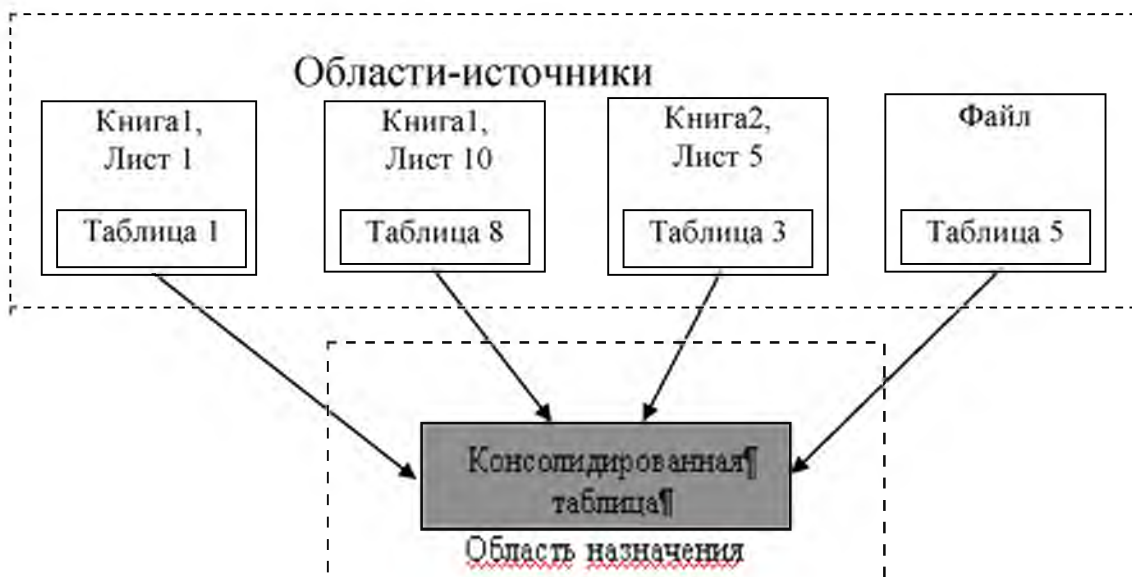 Области-источники
Книга1,
Лист 1
Таблица 1
Книга1,
Лист 10
Таблица 8
Книга2,
Лист 5
Таблица 3
Файл
Таблица 5
Консолидированная¶
таблица¶
Область назначения